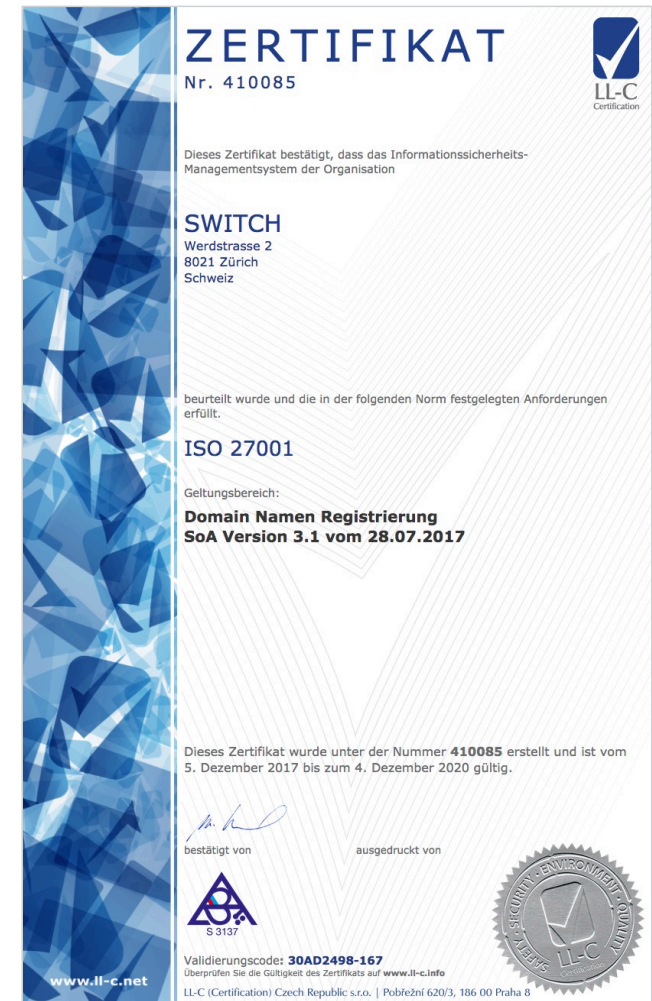 ZERTIFIKAT
Nr. 410085
LL-C
Certification
Dieses Zertifikat bestätigt, dass das Informationssicherheits-
Managementsystem der Organisation
SWITCH
Werdstrasse 2
8021 Zürich
Schweiz
beurteilt wurde und die in der folgenden Norm festgelegten Anforderungen
erfüllt.
ISO 27001
Geltungsbereich:
Domain Namen Registrierung
SoA Version 3.1 vom 28.07.2017
Dieses Zertifikat wurde unter der Nummer 410085 erstellt und ist vom
5. Dezember 2017 bis zum 4. Dezember 2020 gültig.
bestätigt von
ausgedruckt von
S 3137
SAFETY · SECURITY · ENVIRONMENT · QUALITY
LL-C
Certification
Validierungscode: 30AD2498-167
Überprüfen Sie die Gültigkeit des Zertifikats auf www.ll-c.info
www.ll-c.net
LL-C (Certification) Czech Republic s.r.o. | Pobřežní 620/3, 186 00 Praha 8